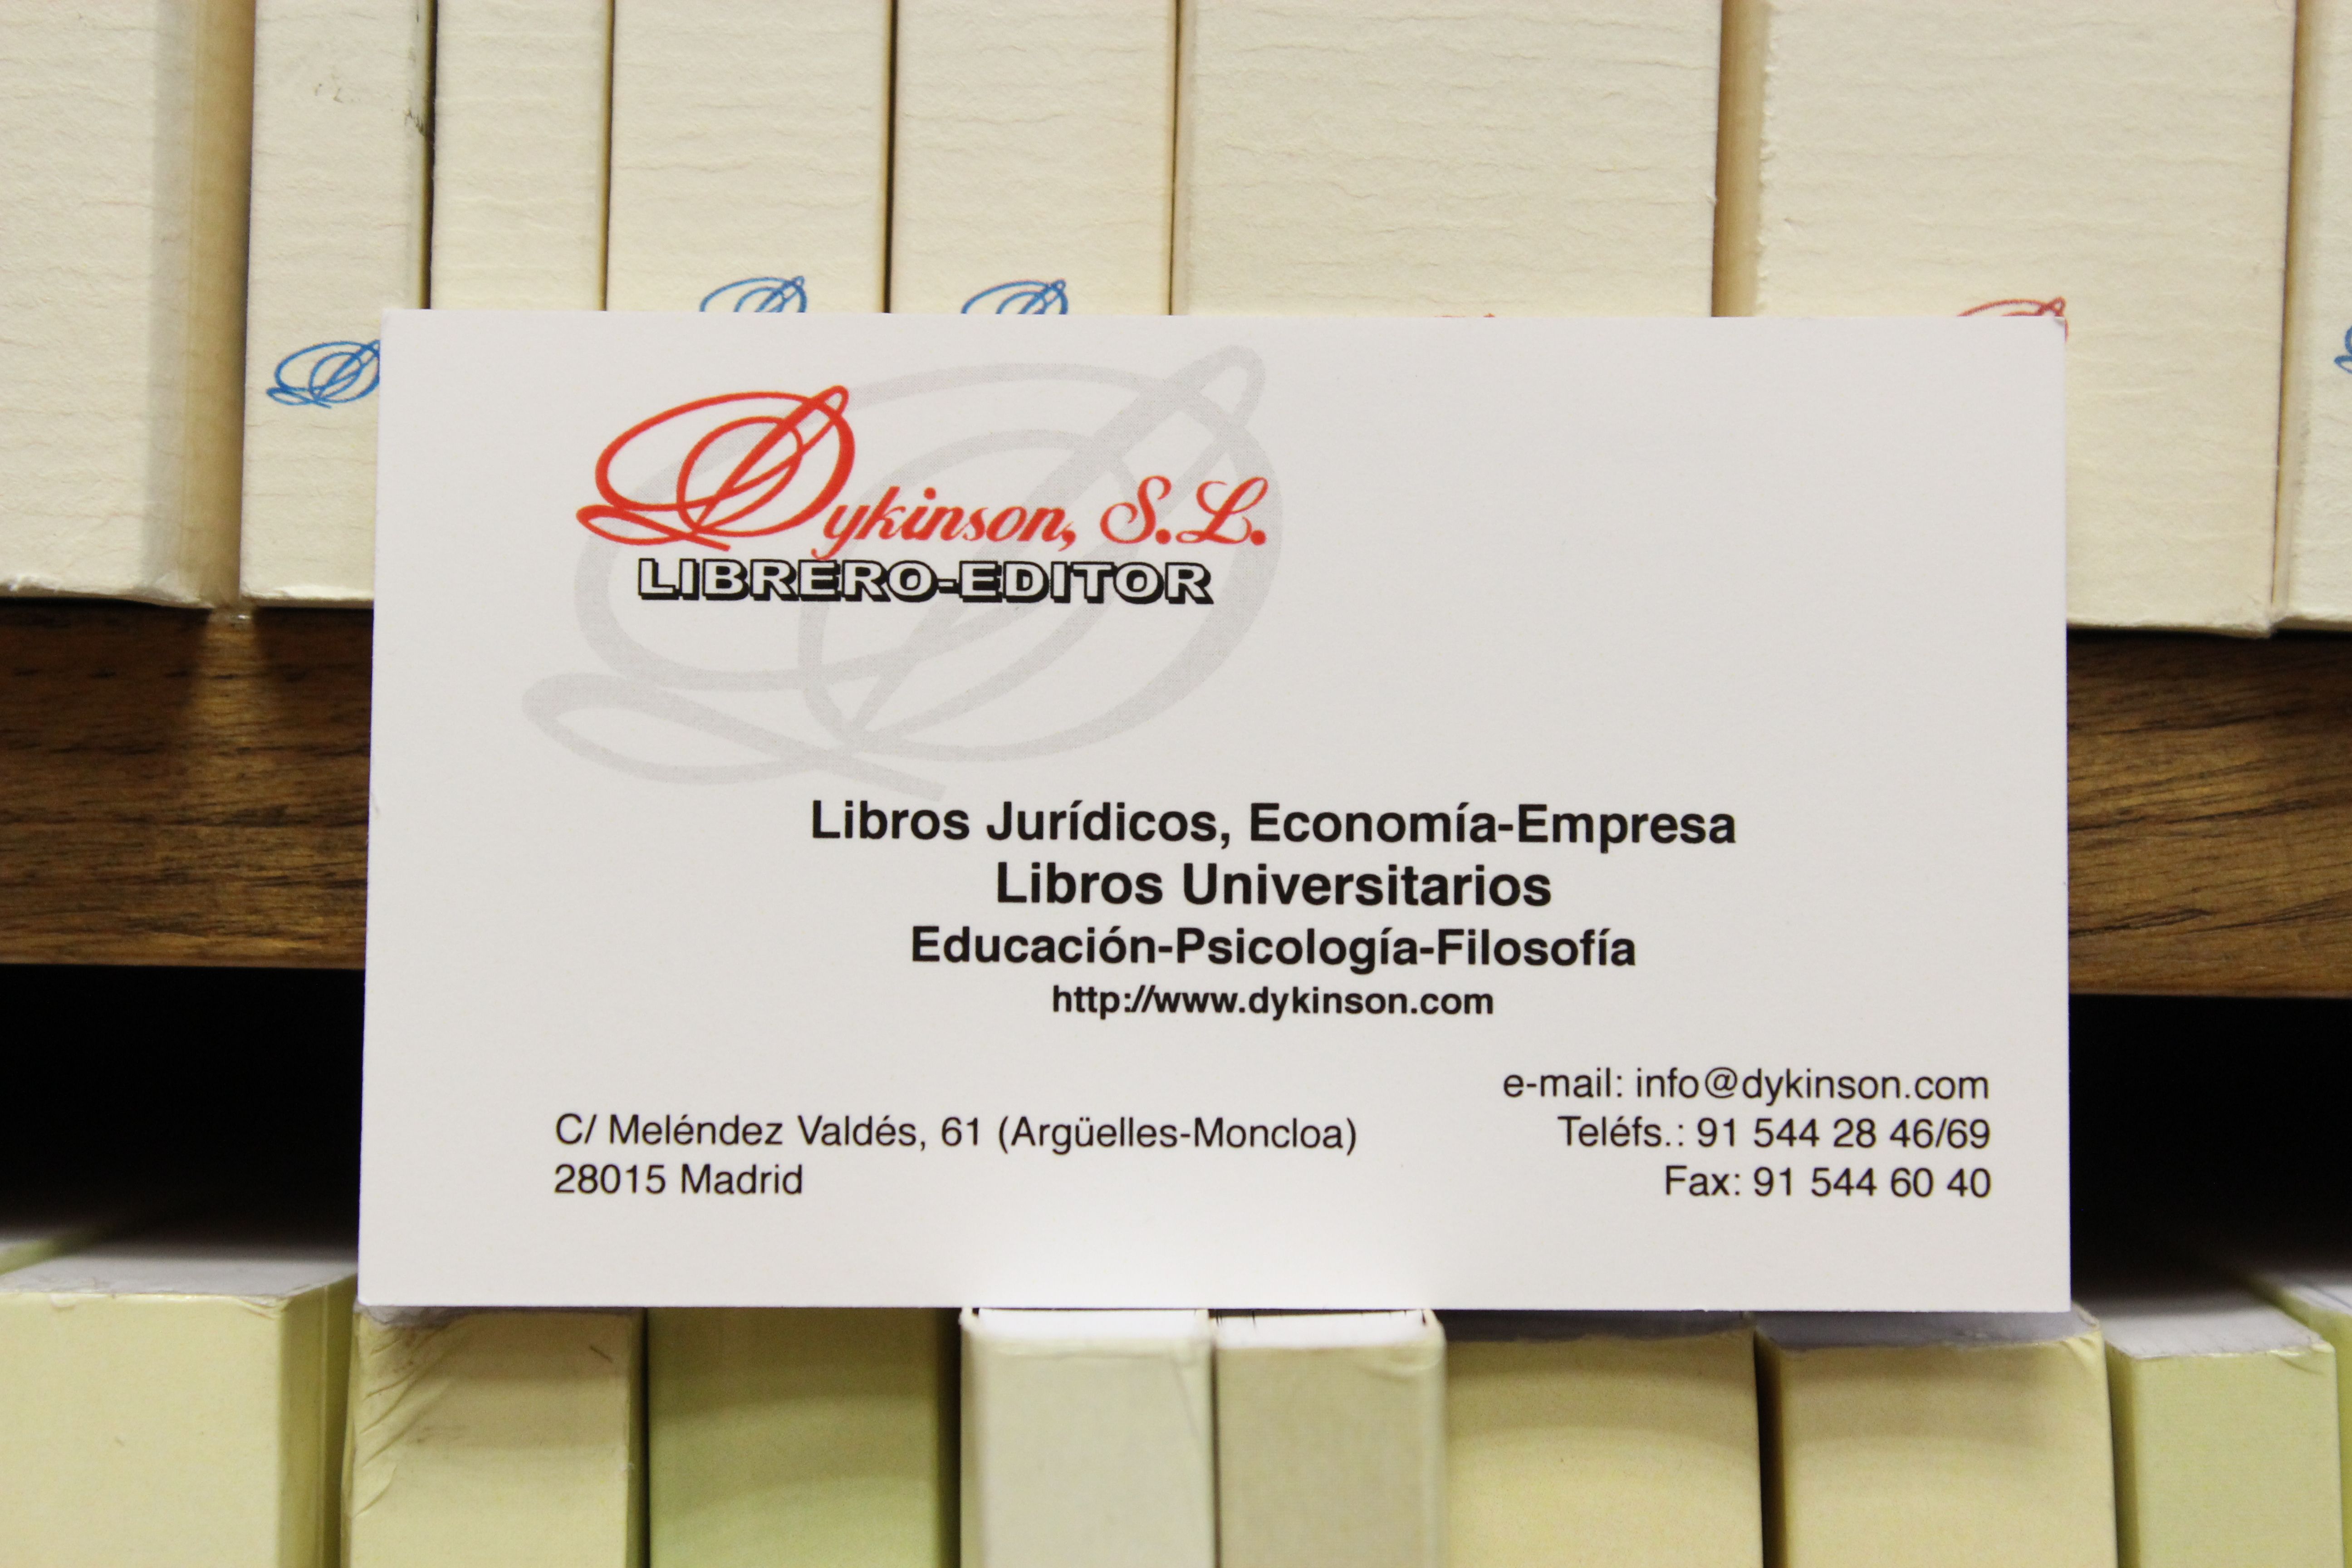 Dykinson, S.L.
LIBRERO-EDITOR
Libros Jurídicos, Economía-Empresa
Libros Universitarios
Educación-Psicología-Filosofía
http://www.dykinson.com
e-mail: info@dykinson.com
C/ Meléndez Valdés, 61 (Argüelles-Moncloa)
Teléfs.: 91 544 28 46/69
28015 Madrid
Fax: 91 544 60 40